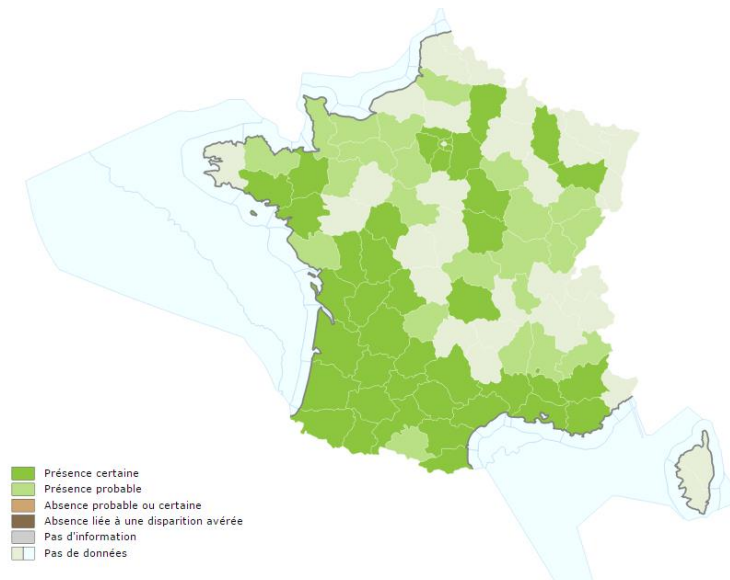 Présence certaine
Présence probable
Absence probable ou certaine
Absence liée à une disparition avérée
Pas d'information
Pas de données